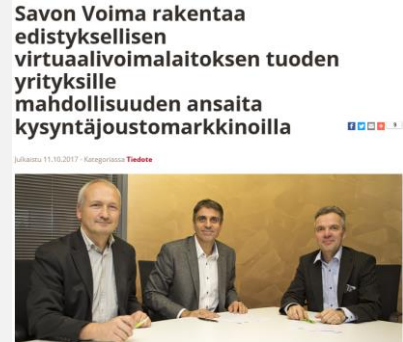 Savon Voima rakentaa
edistyksellisen
virtuaalivoimalaitoksen tuoden
yrityksille
mahdollisuuden ansaita
kysyntäjoustomarkkinoilla
Julkaistu 11.10.2017 - Kategoriassa Tiedote